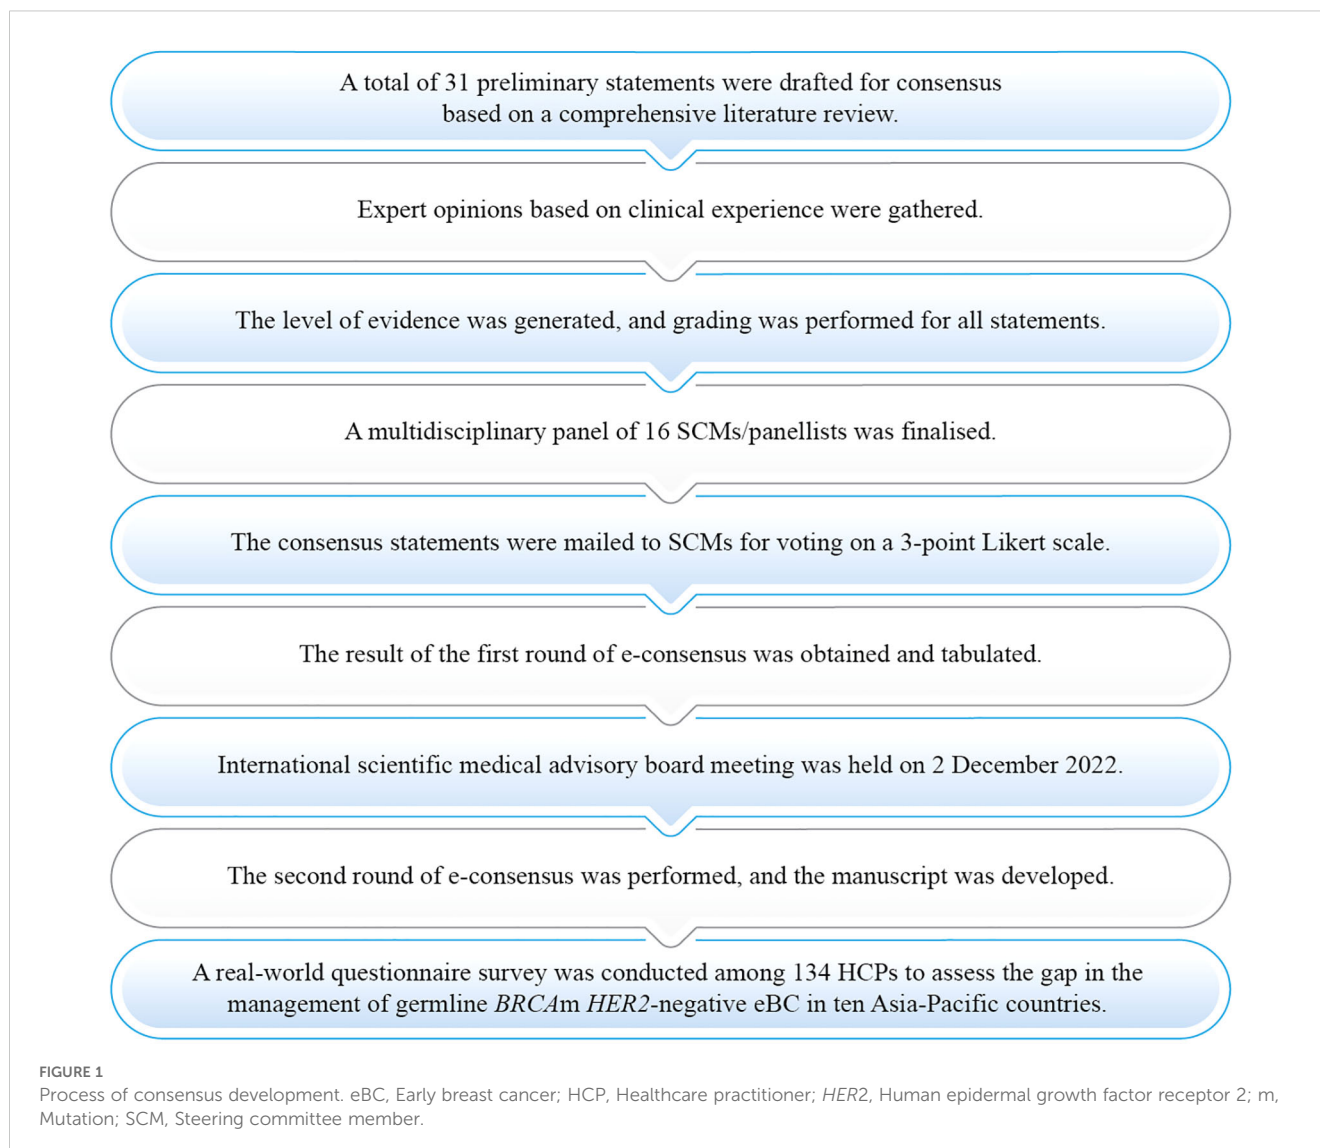 A total of 31 preliminary statements were drafted for consensus
based on a comprehensive literature review.
Expert opinions based on clinical experience were gathered.
The level of evidence was generated, and grading was performed for all statements.
A multidisciplinary panel of 16 SCMs/panellists was finalised.
The consensus statements were mailed to SCMs for voting on a 3-point Likert scale.
The result of the first round of e-consensus was obtained and tabulated.
International scientific medical advisory board meeting was held on 2 December 2022.
The second round of e-consensus was performed, and the manuscript was developed.
A real-world questionnaire survey was conducted among 134 HCPs to assess the gap in the
management of germline BRCAm HER2-negative eBC in ten Asia-Pacific countries.
FIGURE 1
Process of consensus development. eBC, Early breast cancer; HCP, Healthcare practitioner; HER2, Human epidermal growth factor receptor 2; m,
Mutation; SCM, Steering committee member.